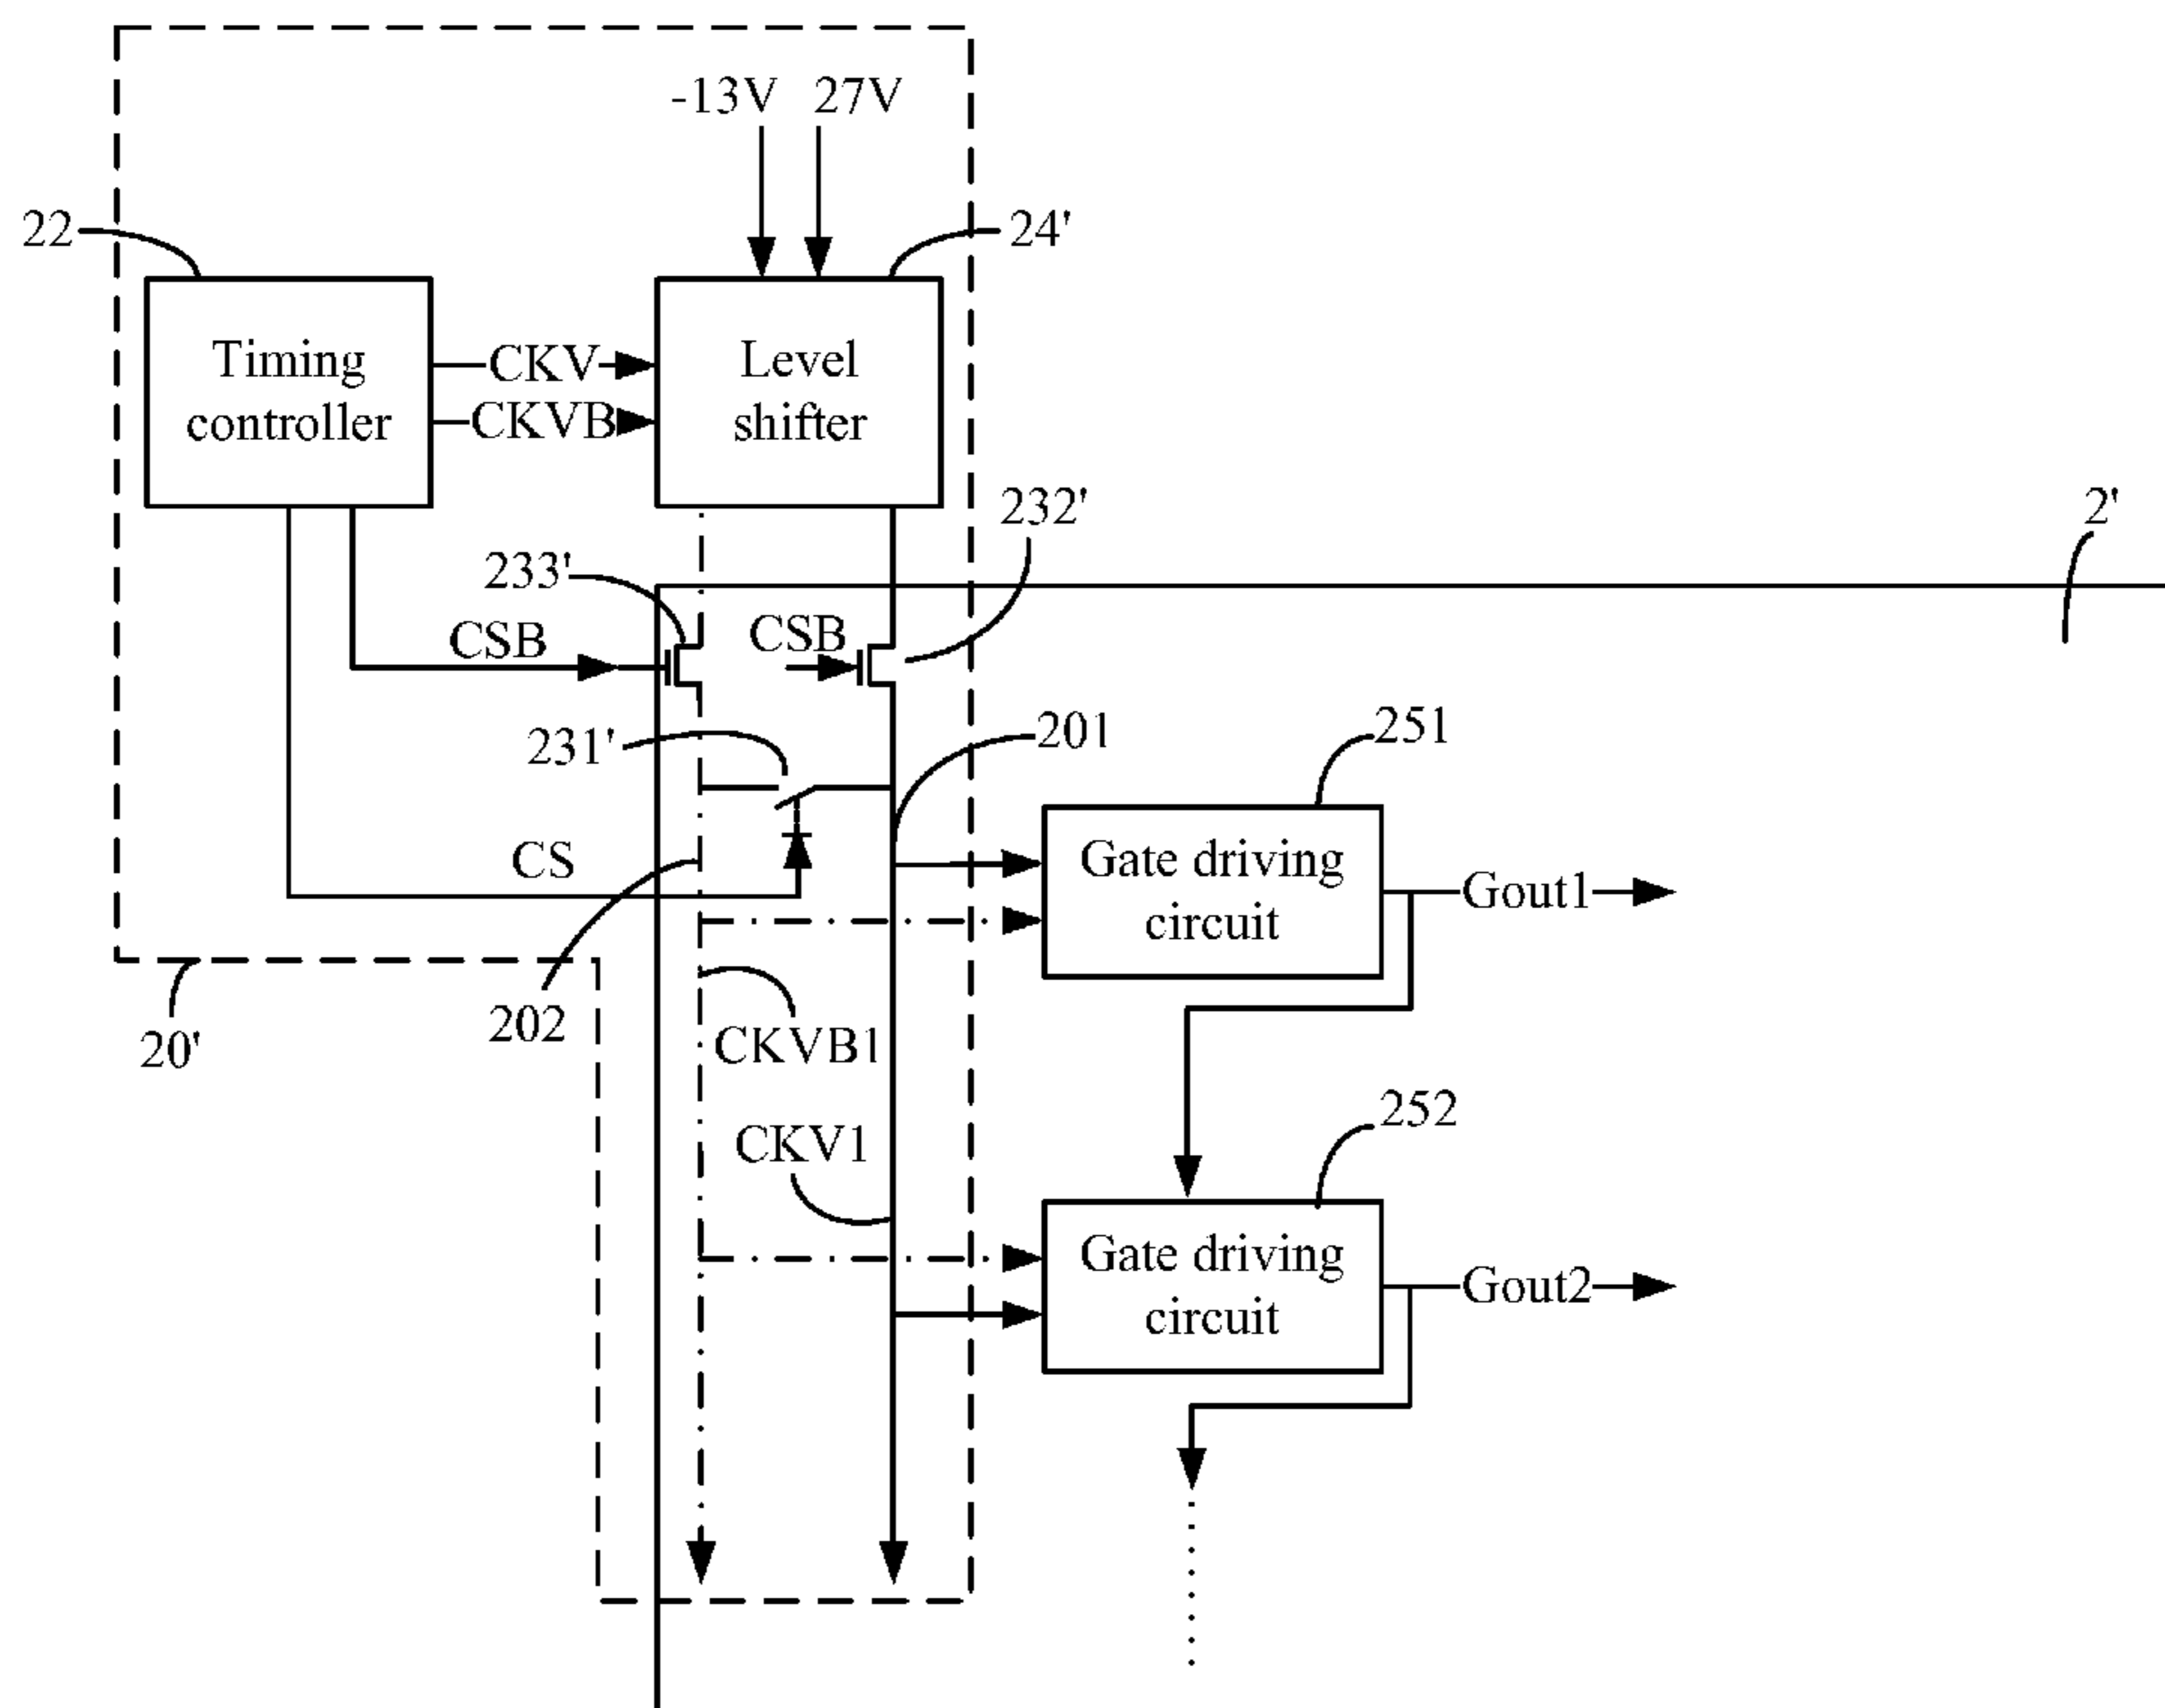 -13V 27V
22
24'
Timing
controller
CKV
CKVB
Level
shifter
232'
2'
233'
CSB
CSB
231'
201
251
CS
Gate driving
circuit
Gout1
202
20'
CKVB1
252
CKV1
Gate driving
circuit
Gout2